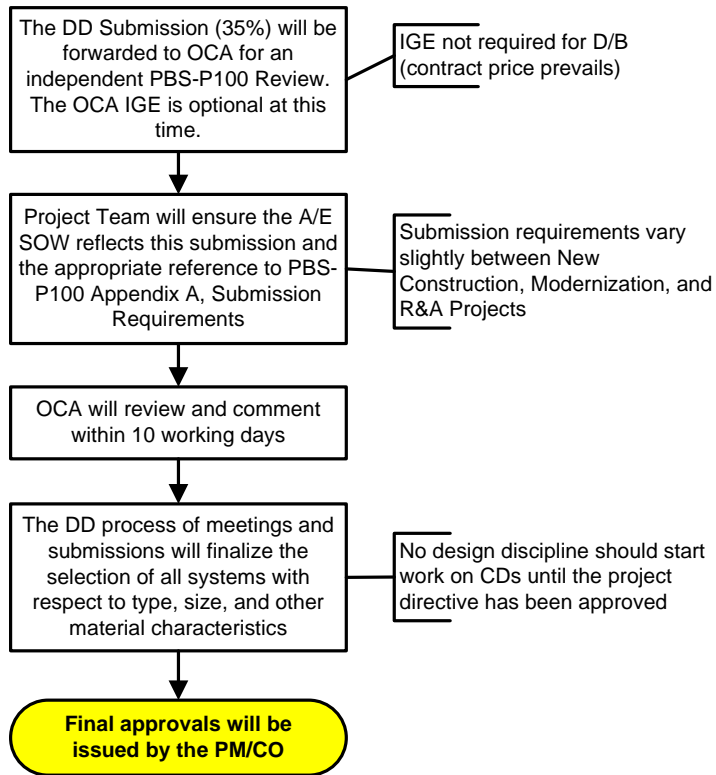 The DD Submission (35%) will be
forwarded to OCA for an
independent PBS-P100 Review.
The OCA IGE is optional at this
time.
IGE not required for D/B
(contract price prevails)
Project Team will ensure the A/E
SOW reflects this submission and
the appropriate reference to PBS-
P100 Appendix A, Submission
Requirements
Submission requirements vary
slightly between New
Construction, Modernization, and
R&A Projects
OCA will review and comment
within 10 working days
The DD process of meetings and
submissions will finalize the
selection of all systems with
respect to type, size, and other
material characteristics
No design discipline should start
work on CDs until the project
directive has been approved
Final approvals will be
issued by the PM/CO